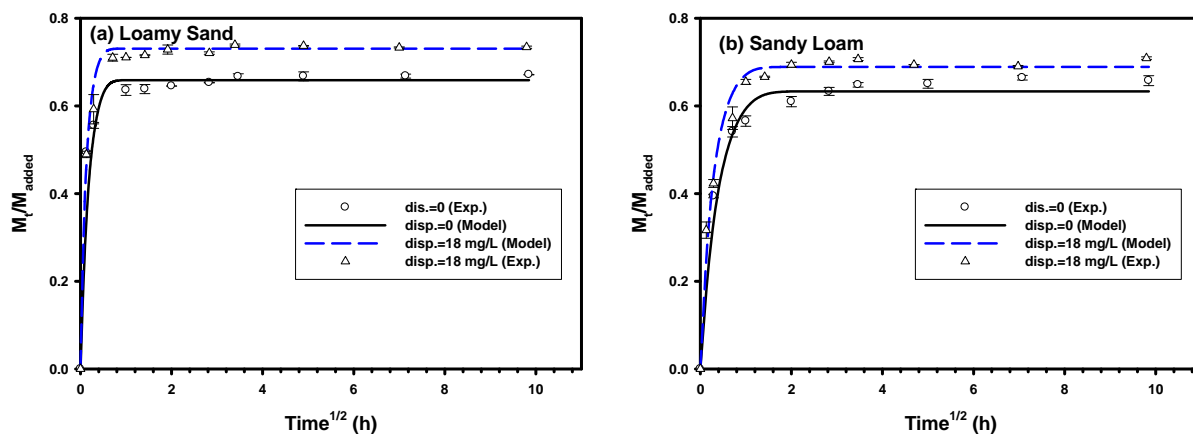 (a) Loamy Sand
0.8
0.6
0.4
0.2
0.0
M_t/M_added
dis.=0 (Exp.)
disp.=0 (Model)
disp.=18 mg/L (Model)
disp.=18 mg/L (Exp.)
0 2 4 6 8 10
Time^1/2 (h)
(b) Sandy Loam
0.8
0.6
0.4
0.2
0.0
M_t/M_added
dis.=0 (Exp.)
disp.=0 (Model)
disp.=18 mg/L (Model)
disp.=18 mg/L (Exp.)
0 2 4 6 8 10
Time^1/2 (h)